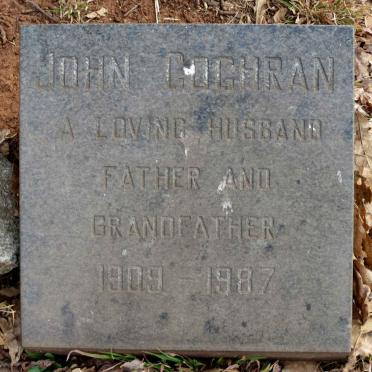 JOHN COCHRAN
A LOVING HUSBAND
FATHER AND
GRANDFATHER
1909 - 1987